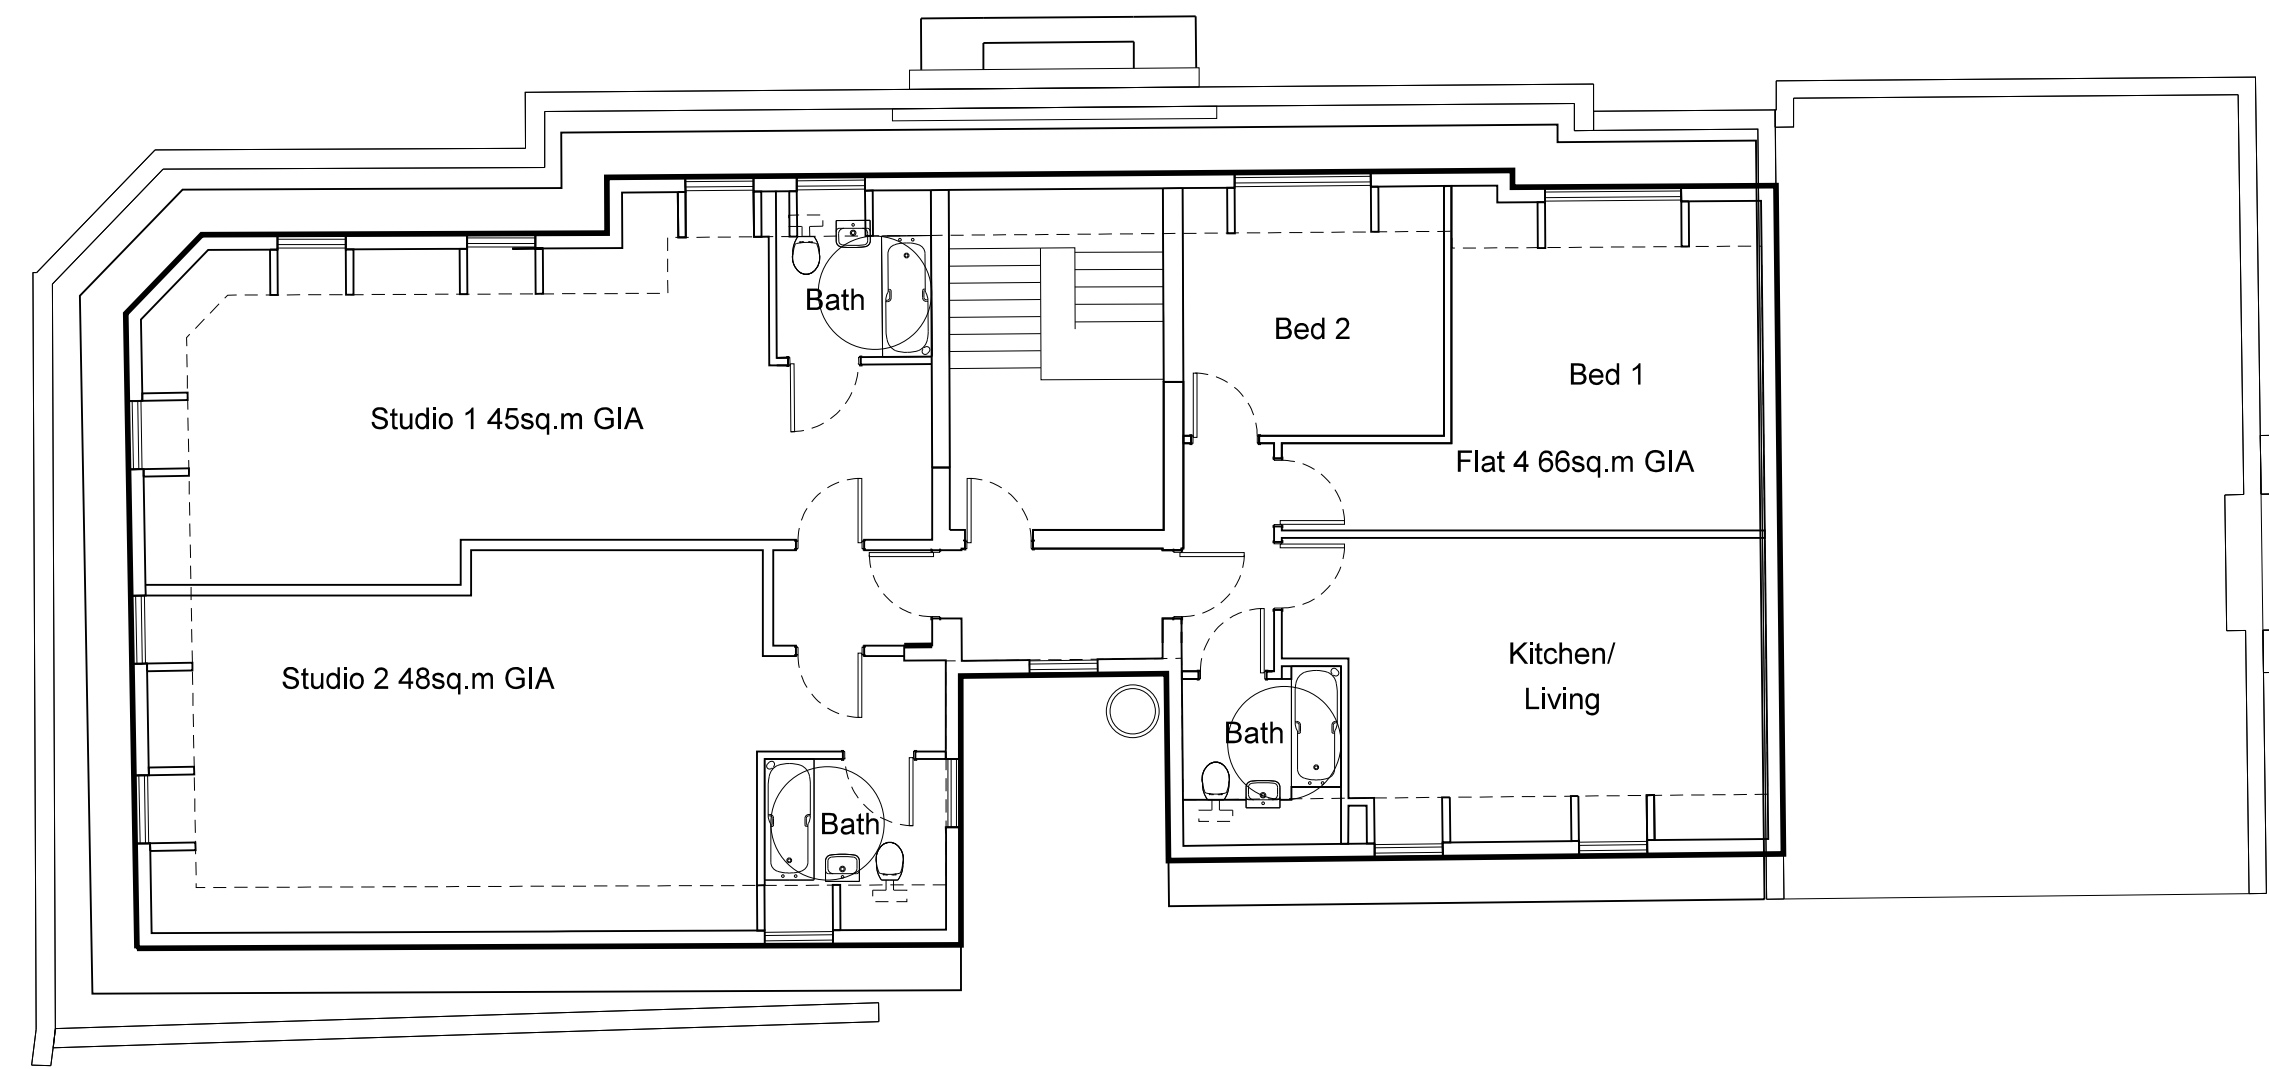 Bath
Bed 2
Bed 1
Studio 1 45sq.m GIA
Flat 4 66sq.m GIA
Studio 2 48sq.m GIA
Kitchen/
Living
Bath
Bath